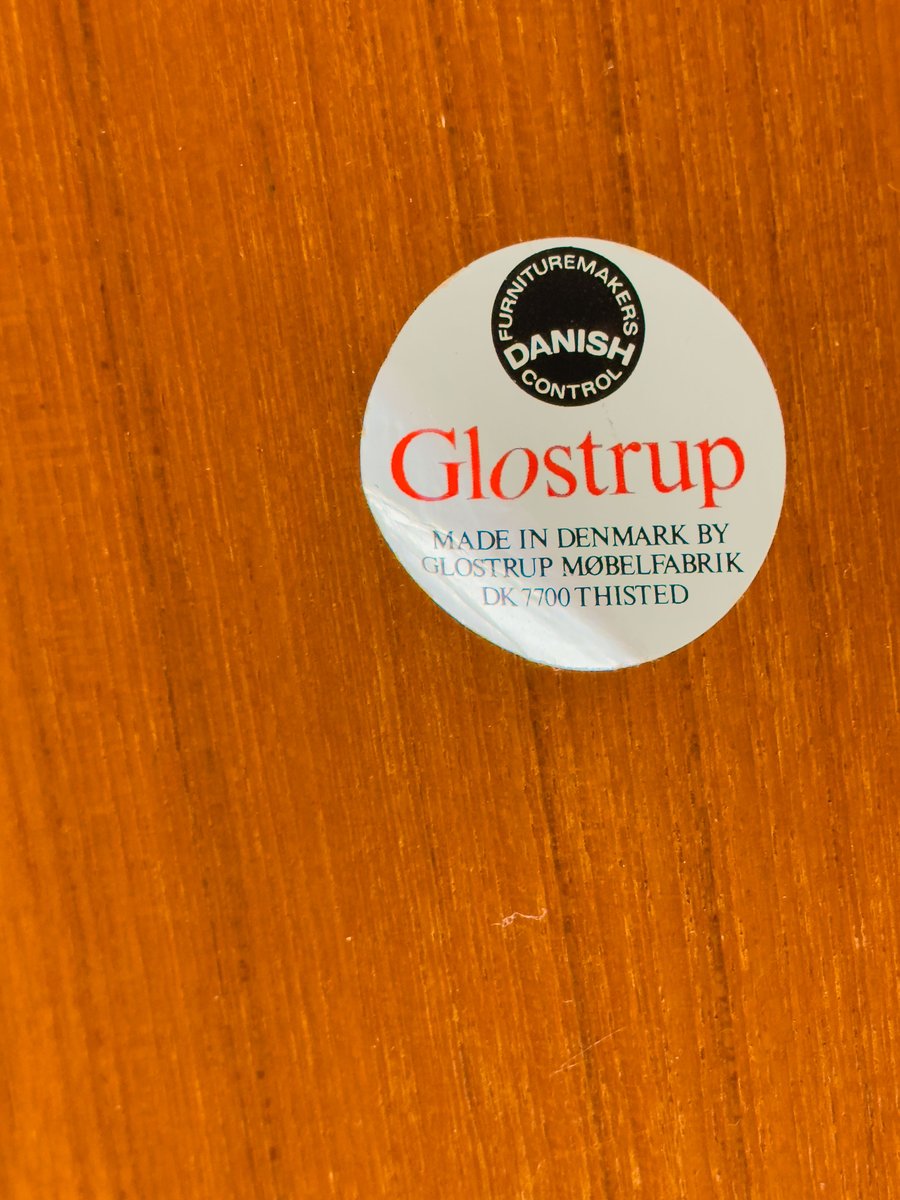 FURNITUREMAKERS
DANISH
CONTROL
Glostrup
MADE IN DENMARK BY
GLOSTRUP MØBELFABRIK
DK 7700 THISTED